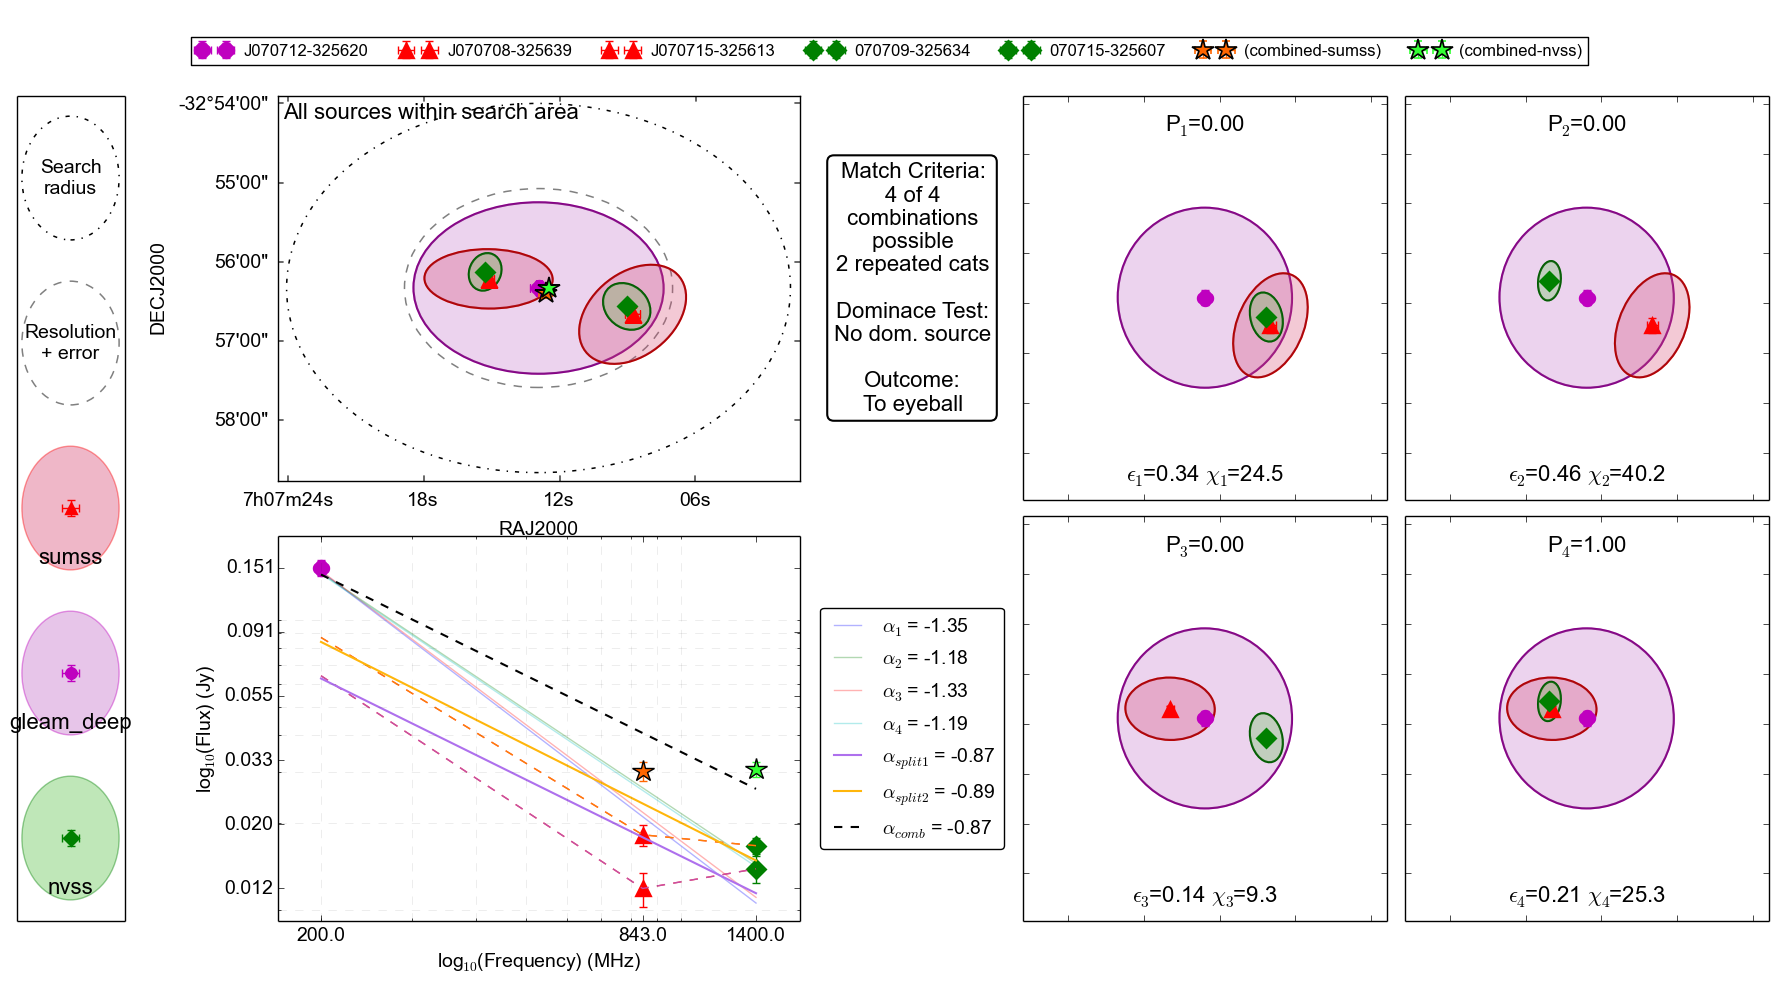 J070712-325620 J070708-325639 J070715-325613 070709-325634 070715-325607 (combined-sumss) (combined-nvss)
Search
radius
Resolution
+ error
sumss
gleam_deep
nvss
All sources within search area
-32°54'00"
55'00"
56'00"
57'00"
58'00"
DECJ2000
7h07m24s 18s 12s 06s
RAJ2000
Match Criteria:
4 of 4
combinations
possible
2 repeated cats
Dominace Test:
No dom. source
Outcome:
To eyeball
P1=0.00
ϵ1=0.34 χ1=24.5
P2=0.00
ϵ2=0.46 χ2=40.2
P3=0.00
ϵ3=0.14 χ3=9.3
P4=1.00
ϵ4=0.21 χ4=25.3
0.151
0.091
0.055
0.033
0.020
0.012
log10(Flux) (Jy)
200.0 843.0 1400.0
log10(Frequency) (MHz)
α1 = -1.35
α2 = -1.18
α3 = -1.33
α4 = -1.19
αsplit1 = -0.87
αsplit2 = -0.89
αcomb = -0.87